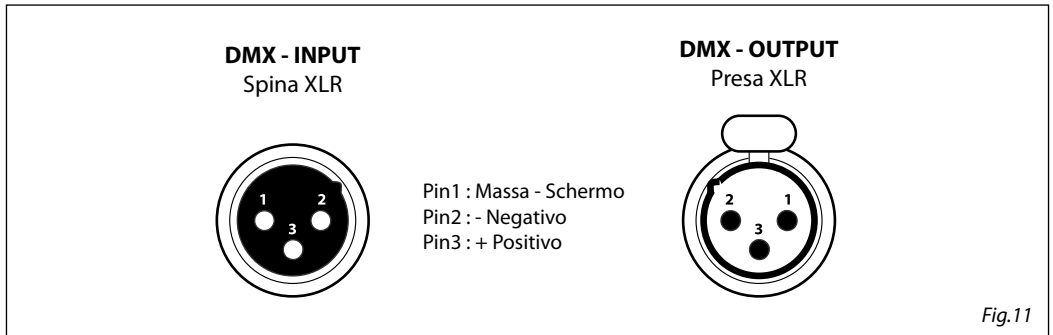 DMX - INPUT
Spina XLR
DMX - OUTPUT
Presa XLR
1 2
3
Pin1 : Massa - Schermo
Pin2 : - Negativo
Pin3 : + Positivo
2 1
3
Fig.11